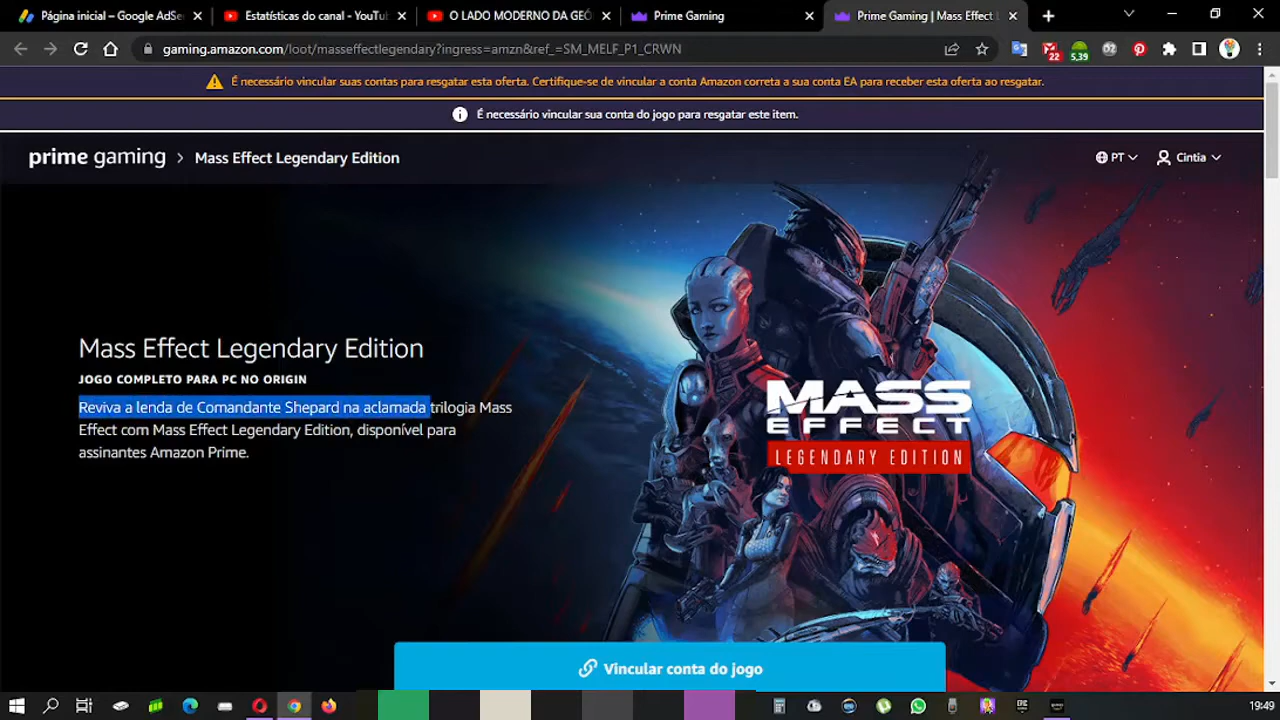 Página inicial – Google AdSe
Estatísticas do canal - YouTu
O LADO MODERNO DA GEO
Prime Gaming
Prime Gaming | Mass Effect L
gaming.amazon.com/loot/masseffectlegendary?ingress=amzn&ref_=SM_MELF_P1_CRWN
22
5,39
É necessário vincular suas contas para resgatar esta oferta. Certifique-se de vincular a conta Amazon correta a sua conta EA para receber esta oferta ao resgatar.
É necessário vincular sua conta do jogo para resgatar este item.
prime gaming > Mass Effect Legendary Edition
PT
Cintia
Mass Effect Legendary Edition
JOGO COMPLETO PARA PC NO ORIGIN
Reviva a lenda de Comandante Shepard na aclamada trilogia Mass
Effect com Mass Effect Legendary Edition, disponível para
assinantes Amazon Prime.
MASS
EFFECT
LEGENDARY EDITION
Vincular conta do jogo
19:49